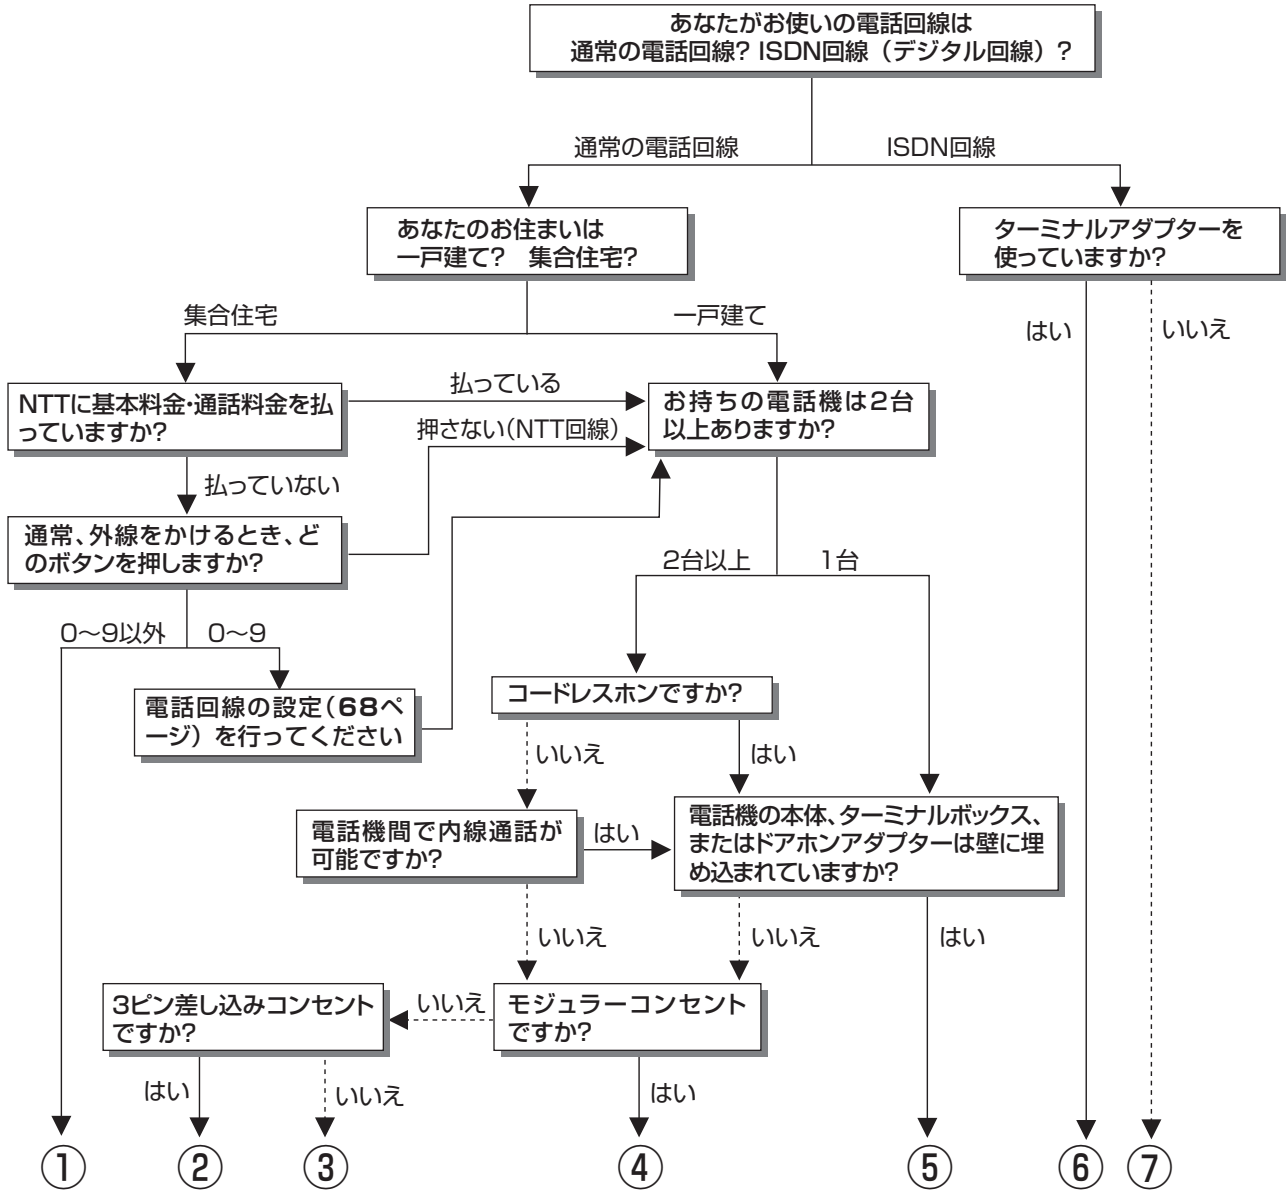 あなたがお使いの電話回線は
通常の電話回線? ISDN回線（デジタル回線）?
通常の電話回線
ISDN回線
あなたのお住まいは
一戸建て? 集合住宅?
ターミナルアダプターを
使っていますか?
集合住宅
一戸建て
はい
いいえ
NTTに基本料金･通話料金を払
っていますか?
払っている
お持ちの電話機は2台
以上ありますか?
押さない(NTT回線)
払っていない
通常、外線をかけるとき、ど
のボタンを押しますか?
2台以上
1台
0〜9以外
0〜9
電話回線の設定(68ペ
ージ）を行ってください
コードレスホンですか?
いいえ
はい
電話機間で内線通話が
可能ですか?
はい
電話機の本体、ターミナルボックス、
またはドアホンアダプターは壁に埋
め込まれていますか?
いいえ
いいえ
はい
3ピン差し込みコンセント
ですか?
いいえ
モジュラーコンセント
ですか?
はい
いいえ
はい
①
②
③
④
⑤
⑥
⑦